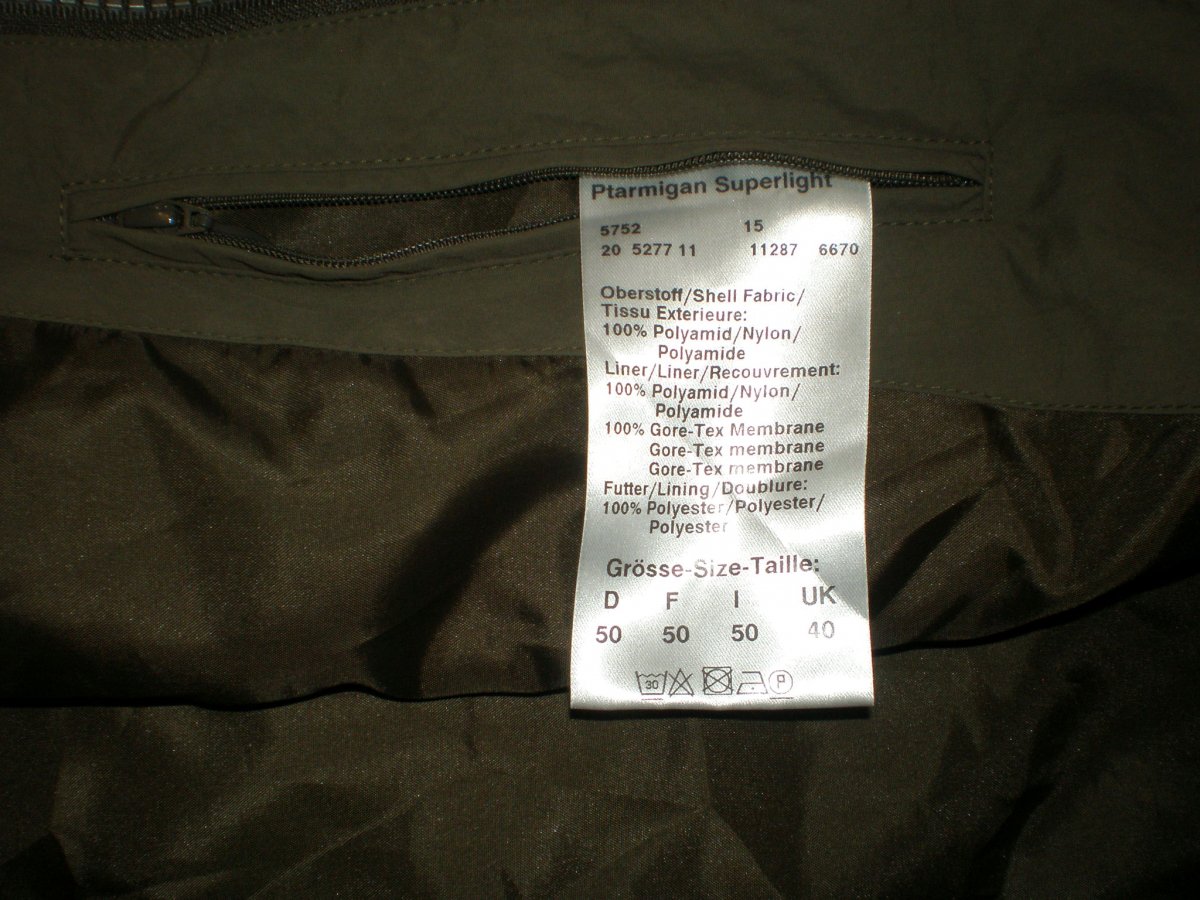 Ptarmigan Superlight
5752 15
20 5277 11 11287 6670
Oberstoff/Shell Fabric/
Tissu Exterieure:
100% Polyamid/Nylon/
Polyamide
Liner/Liner/Recouvrement:
100% Polyamid/Nylon/
Polyamide
100% Gore-Tex Membrane
Gore-Tex membrane
Gore-Tex membrane
Futter/Lining/Doublure:
100% Polyester/Polyester/
Polyester
Grösse-Size-Taille:
D F I UK
50 50 50 40
30 P